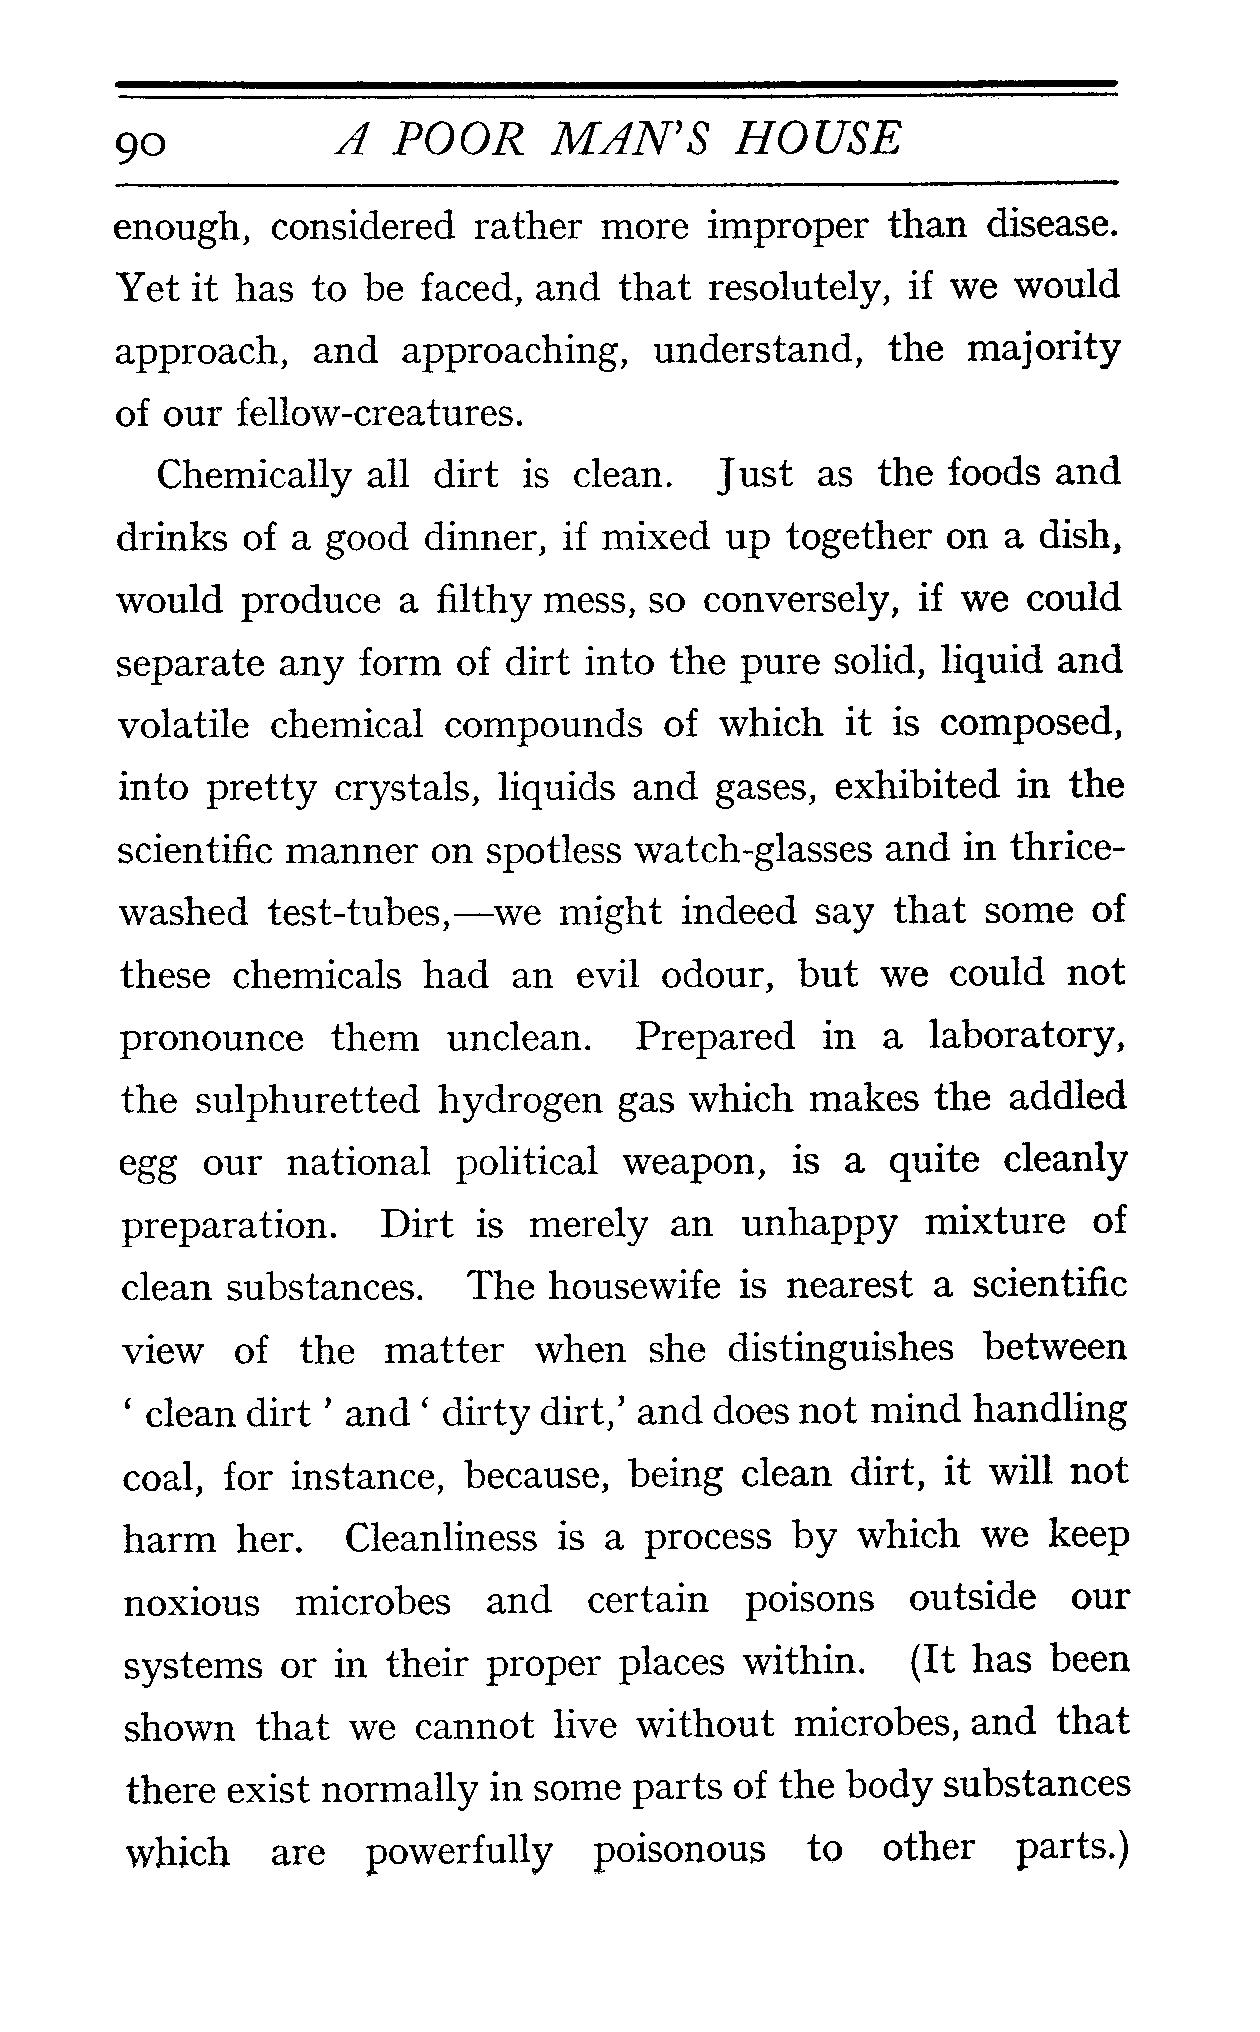 90 A POOR MAN'S HOUSE
enough, considered rather more improper than disease.
Yet it has to be faced, and that resolutely, if we would
approach, and approaching, understand, the majority
of our fellow-creatures.
Chemically all dirt is clean. Just as the foods and
drinks of a good dinner, if mixed up together on a dish,
would produce a filthy mess, so conversely, if we could
separate any form of dirt into the pure solid, liquid and
volatile chemical compounds of which it is composed,
into pretty crystals, liquids and gases, exhibited in the
scientific manner on spotless watch-glasses and in thrice-
washed test-tubes,—we might indeed say that some of
these chemicals had an evil odour, but we could not
pronounce them unclean. Prepared in a laboratory,
the sulphuretted hydrogen gas which makes the addled
egg our national political weapon, is a quite cleanly
preparation. Dirt is merely an unhappy mixture of
clean substances. The housewife is nearest a scientific
view of the matter when she distinguishes between
‘ clean dirt ’ and ‘ dirty dirt,’ and does not mind handling
coal, for instance, because, being clean dirt, it will not
harm her. Cleanliness is a process by which we keep
noxious microbes and certain poisons outside our
systems or in their proper places within. (It has been
shown that we cannot live without microbes, and that
there exist normally in some parts of the body substances
which are powerfully poisonous to other parts.)